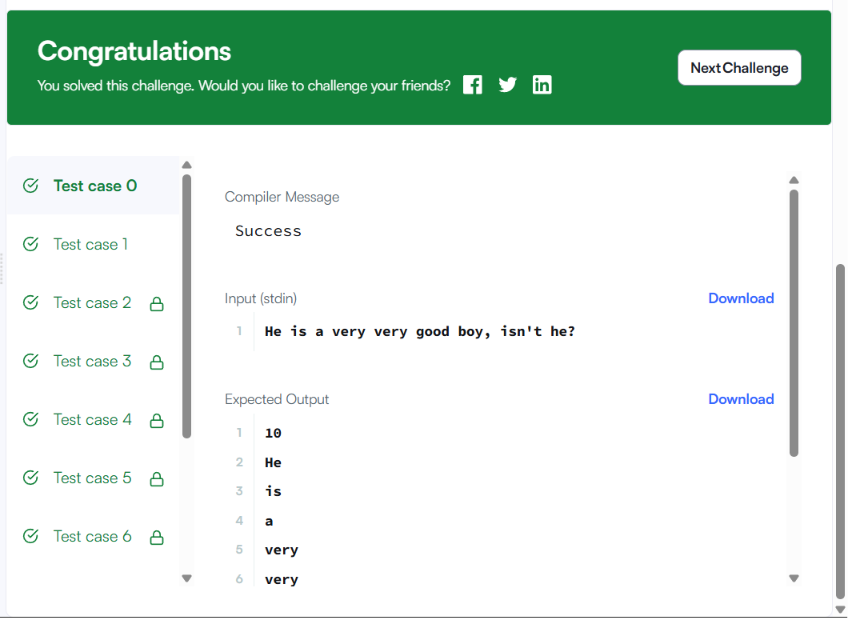 Congratulations
You solved this challenge. Would you like to challenge your friends?
Next Challenge
Test case 0
Test case 1
Test case 2
Test case 3
Test case 4
Test case 5
Test case 6
Compiler Message
Success
Input (stdin)
Download
1 He is a very very good boy, isn't he?
Expected Output
Download
1 10
2 He
3 is
4 a
5 very
6 very